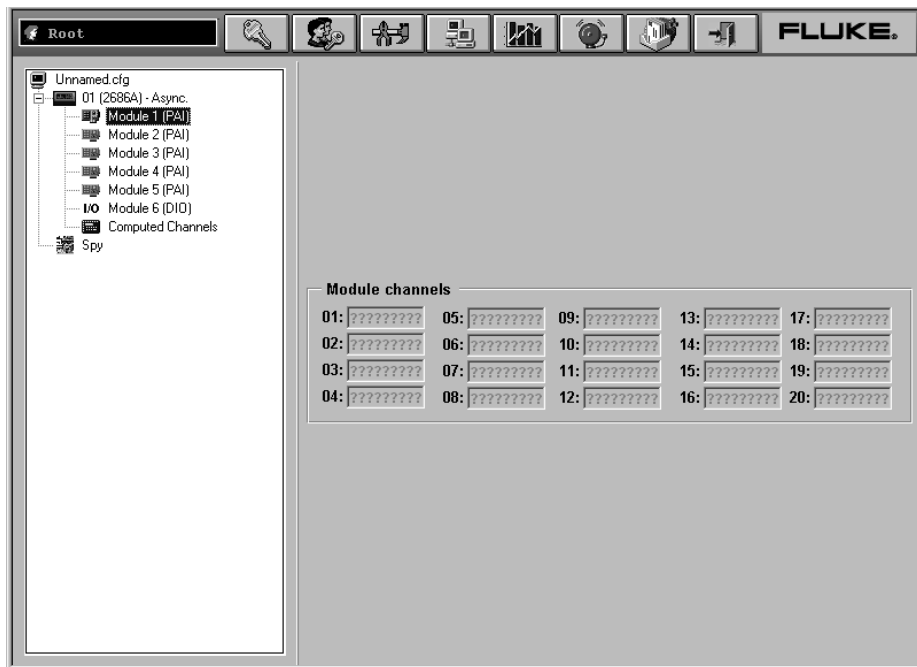 Root
FLUKE®
Unnamed.cfg
01 (2686A) - Async.
Module 1 (PAI)
Module 2 (PAI)
Module 3 (PAI)
Module 4 (PAI)
Module 5 (PAI)
I/O Module 6 (DIO)
Computed Channels
Spy
Module channels
01: ????????? 05: ????????? 09: ????????? 13: ????????? 17: ?????????
02: ????????? 06: ????????? 10: ????????? 14: ????????? 18: ?????????
03: ????????? 07: ????????? 11: ????????? 15: ????????? 19: ?????????
04: ????????? 08: ????????? 12: ????????? 16: ????????? 20: ?????????